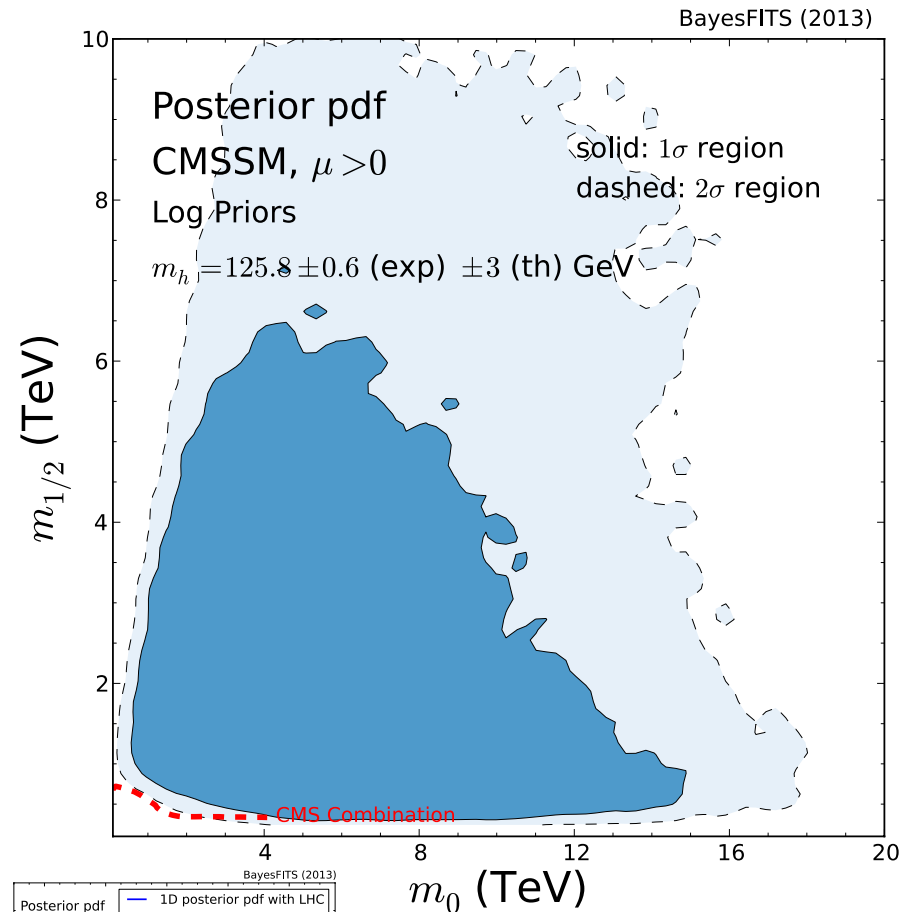 BayesFITS (2013)
10
8
6
4
2
m_{1/2} (TeV)
Posterior pdf
CMSSM, μ >0
Log Priors
m_h = 125.8 ± 0.6 (exp) ±3 (th) GeV
solid: 1σ region
dashed: 2σ region
CMS Combination
4 8 12 16 20
m_0 (TeV)
BayesFITS (2013)
Posterior pdf
1D posterior pdf with LHC